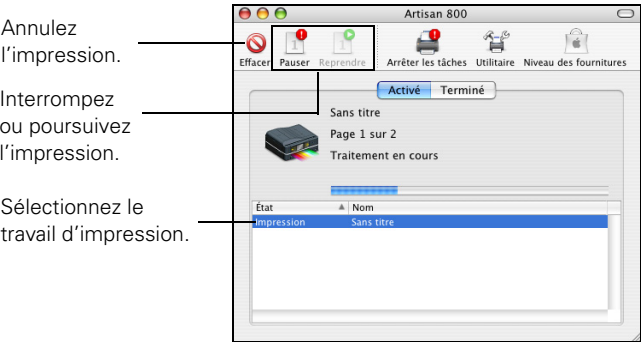 Artisan 800
Annulez
l'impression.
Effacer Pauser Reprendre Arrêter les tâches Utilitaire Niveau des fournitures
Interrompez
ou poursuivez
l'impression.
Activé Terminé
Sans titre
Page 1 sur 2
Traitement en cours
Sélectionnez le
travail d'impression.
État Nom
Impression Sans titre